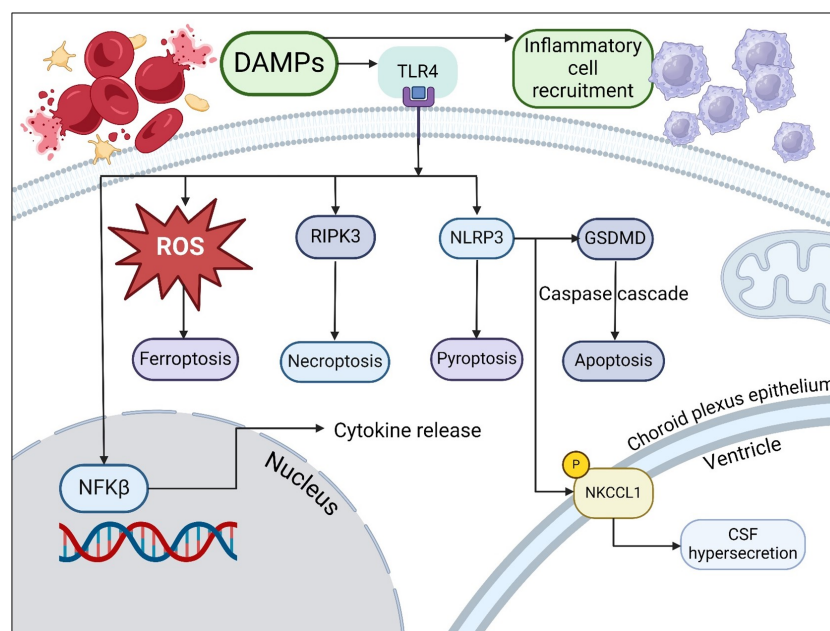 DAMPs
TLR4
Inflammatory
cell
recruitment
ROS
RIPK3
NLRP3
GSDMD
Caspase cascade
Ferroptosis
Necroptosis
Pyroptosis
Apoptosis
Choroid plexus epithelium
Ventricle
Cytokine release
Nucleus
NFKβ
P
NKCCL1
CSF
hypersecretion